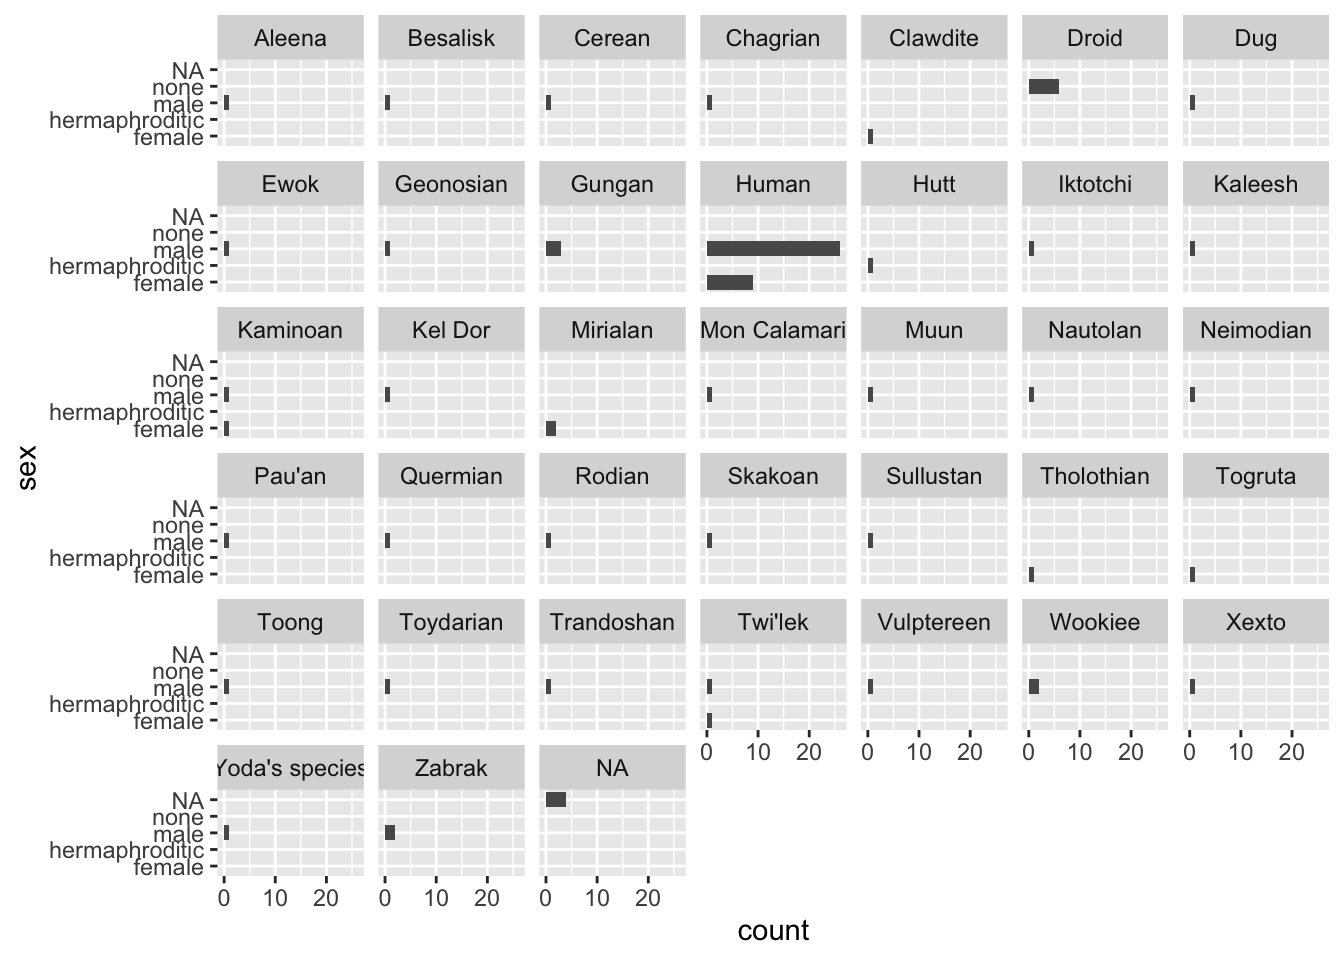 Aleena Besalisk Cerean Chagrian Clawdite Droid Dug
NA
none
male
hermaphroditic
female
Ewok Geonosian Gungan Human Hutt Iktotchi Kaleesh
NA
none
male
hermaphroditic
female
Kaminoan Kel Dor Mirialan Mon Calamari Muun Nautolan Neimodian
NA
none
male
hermaphroditic
female
sex
Pau'an Quermian Rodian Skakoan Sullustan Tholothian Togruta
NA
none
male
hermaphroditic
female
Toong Toydarian Trandoshan Twi'lek Vulptereen Wookiee Xexto
NA
none
male
hermaphroditic
female
0 10 20 0 10 20 0 10 20 0 10 20
Yoda's species Zabrak NA
NA
none
male
hermaphroditic
female
0 10 20 0 10 20 0 10 20
count